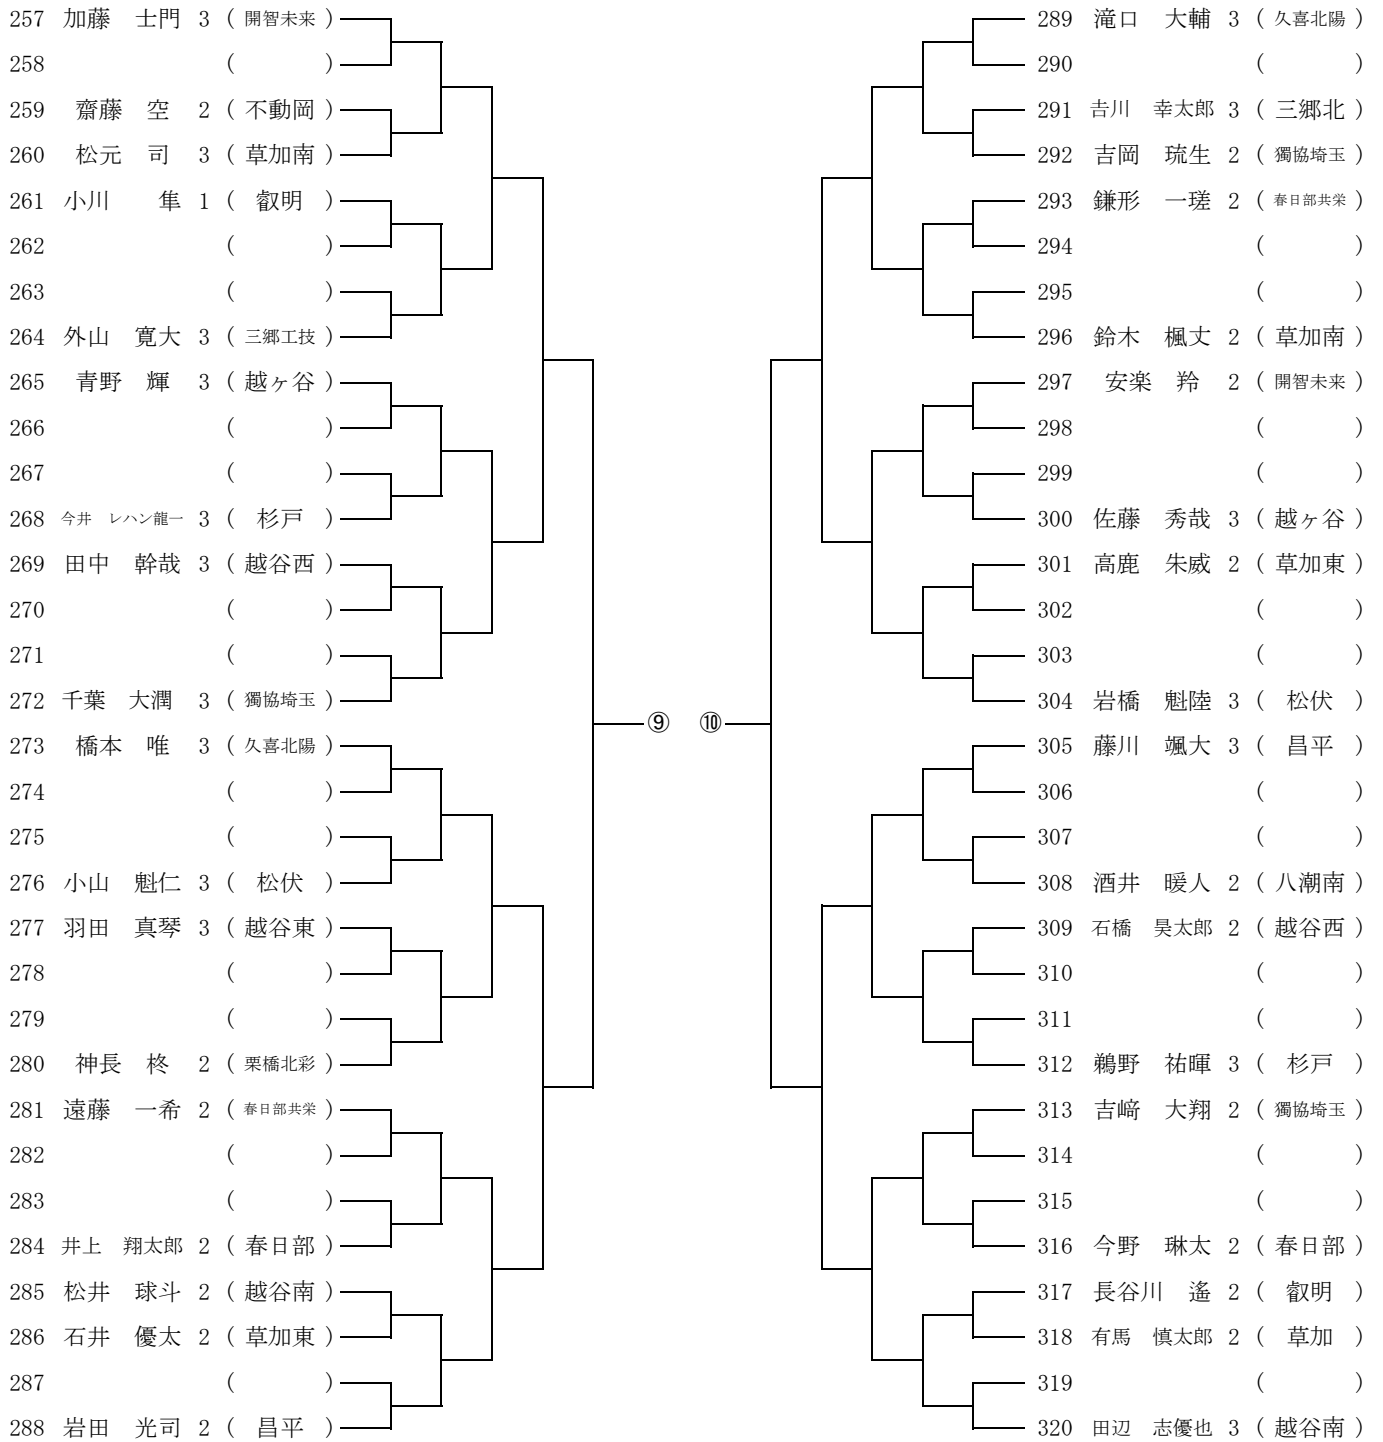 257 加藤 士門 3 ( 開智未来 )
258 ( )
259 齋藤 空 2 ( 不動岡 )
260 松元 司 3 ( 草加南 )
261 小川 隼 1 ( 叡明 )
262 ( )
263 ( )
264 外山 寛大 3 ( 三郷工技 )
265 青野 輝 3 ( 越ヶ谷 )
266 ( )
267 ( )
268 今井 レハン龍一 3 ( 杉戸 )
269 田中 幹哉 3 ( 越谷西 )
270 ( )
271 ( )
272 千葉 大潤 3 ( 獨協埼玉 )
273 橋本 唯 3 ( 久喜北陽 )
274 ( )
275 ( )
276 小山 魁仁 3 ( 松伏 )
277 羽田 真琴 3 ( 越谷東 )
278 ( )
279 ( )
280 神長 柊 2 ( 栗橋北彩 )
281 遠藤 一希 2 ( 春日部共栄 )
282 ( )
283 ( )
284 井上 翔太郎 2 ( 春日部 )
285 松井 球斗 2 ( 越谷南 )
286 石井 優太 2 ( 草加東 )
287 ( )
288 岩田 光司 2 ( 昌平 )
⑨ ⑩
289 滝口 大輔 3 ( 久喜北陽 )
290 ( )
291 𠮷川 幸太郎 3 ( 三郷北 )
292 吉岡 琉生 2 ( 獨協埼玉 )
293 鎌形 一瑳 2 ( 春日部共栄 )
294 ( )
295 ( )
296 鈴木 楓丈 2 ( 草加南 )
297 安楽 羚 2 ( 開智未来 )
298 ( )
299 ( )
300 佐藤 秀哉 3 ( 越ヶ谷 )
301 高鹿 朱威 2 ( 草加東 )
302 ( )
303 ( )
304 岩橋 魁陸 3 ( 松伏 )
305 藤川 颯大 3 ( 昌平 )
306 ( )
307 ( )
308 酒井 暖人 2 ( 八潮南 )
309 石橋 昊太郎 2 ( 越谷西 )
310 ( )
311 ( )
312 鵜野 祐暉 3 ( 杉戸 )
313 吉﨑 大翔 2 ( 獨協埼玉 )
314 ( )
315 ( )
316 今野 琳太 2 ( 春日部 )
317 長谷川 遙 2 ( 叡明 )
318 有馬 慎太郎 2 ( 草加 )
319 ( )
320 田辺 志優也 3 ( 越谷南 )